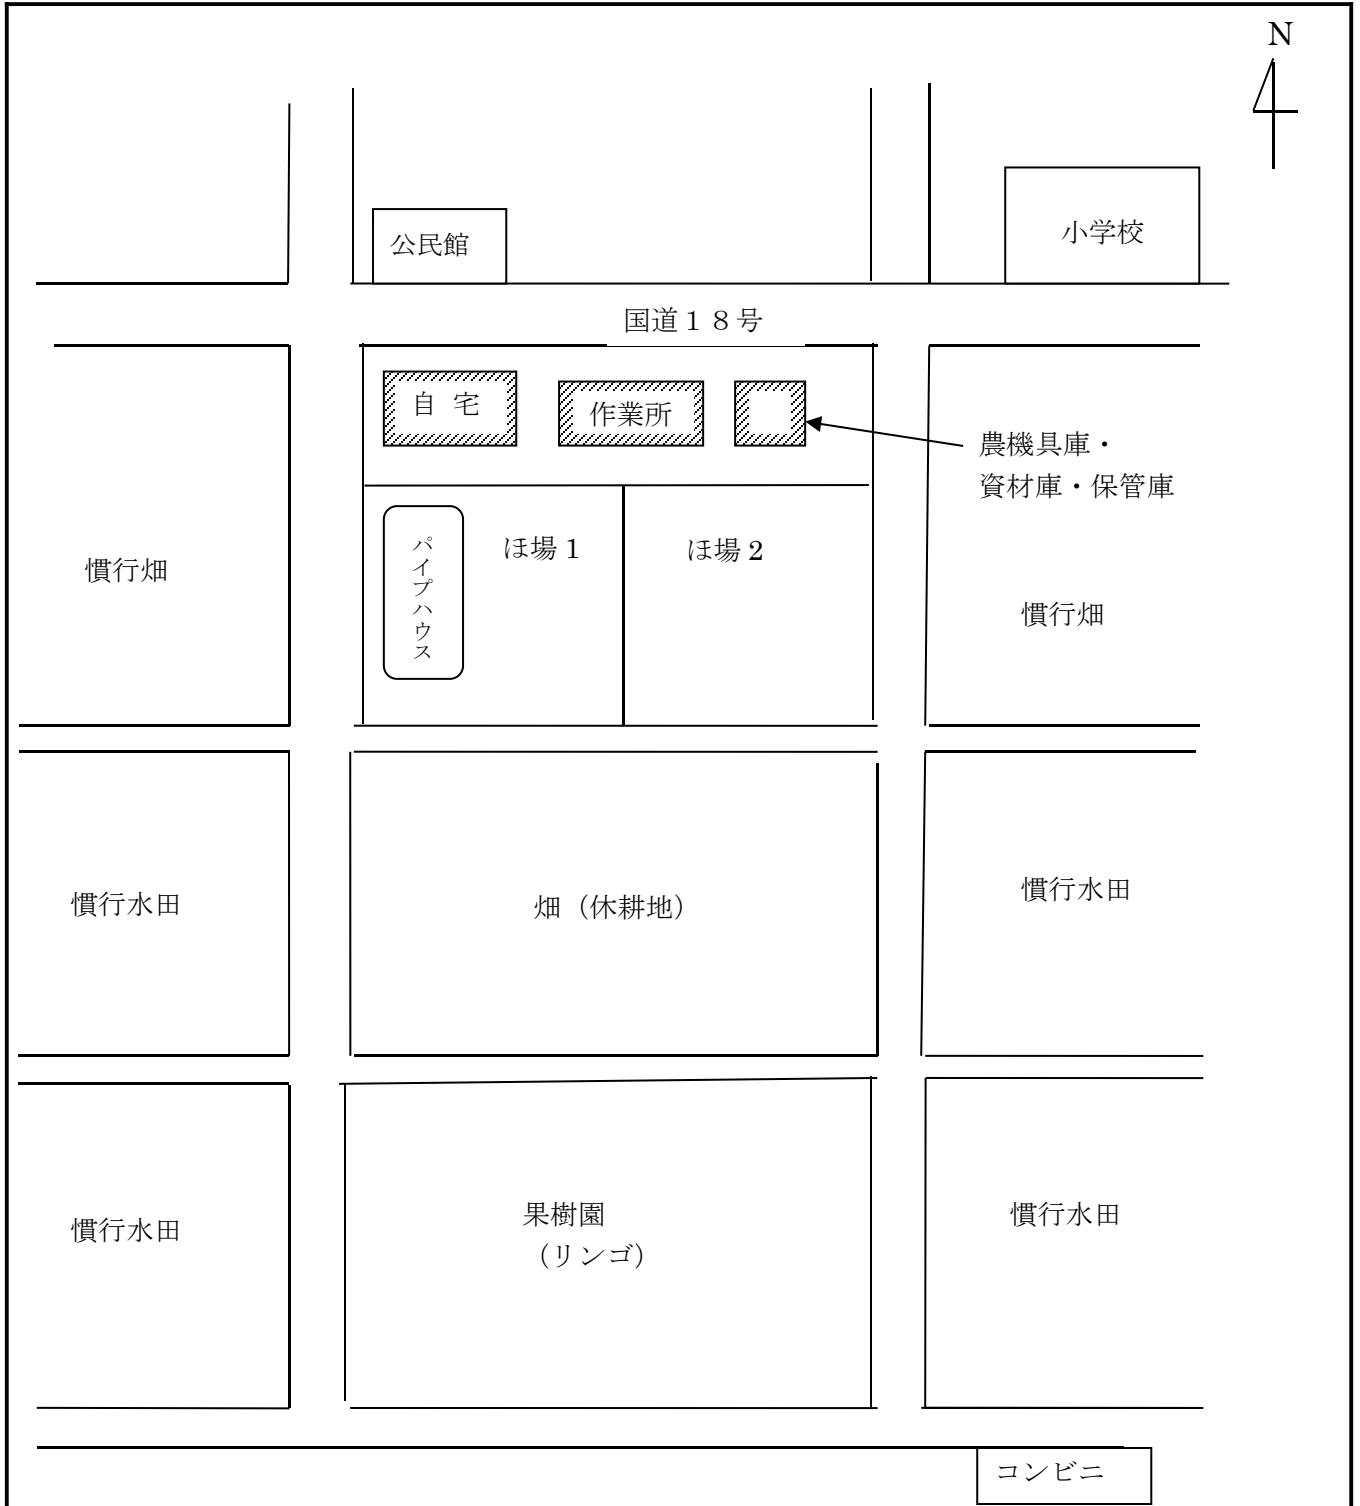 N
公民館
小学校
国道１８号
自 宅
作業所
農機具庫・
資材庫・保管庫
パイプハウス
ほ場 1
ほ場 2
慣行畑
慣行畑
慣行水田
畑（休耕地）
慣行水田
慣行水田
果樹園
（リンゴ）
慣行水田
コンビニ